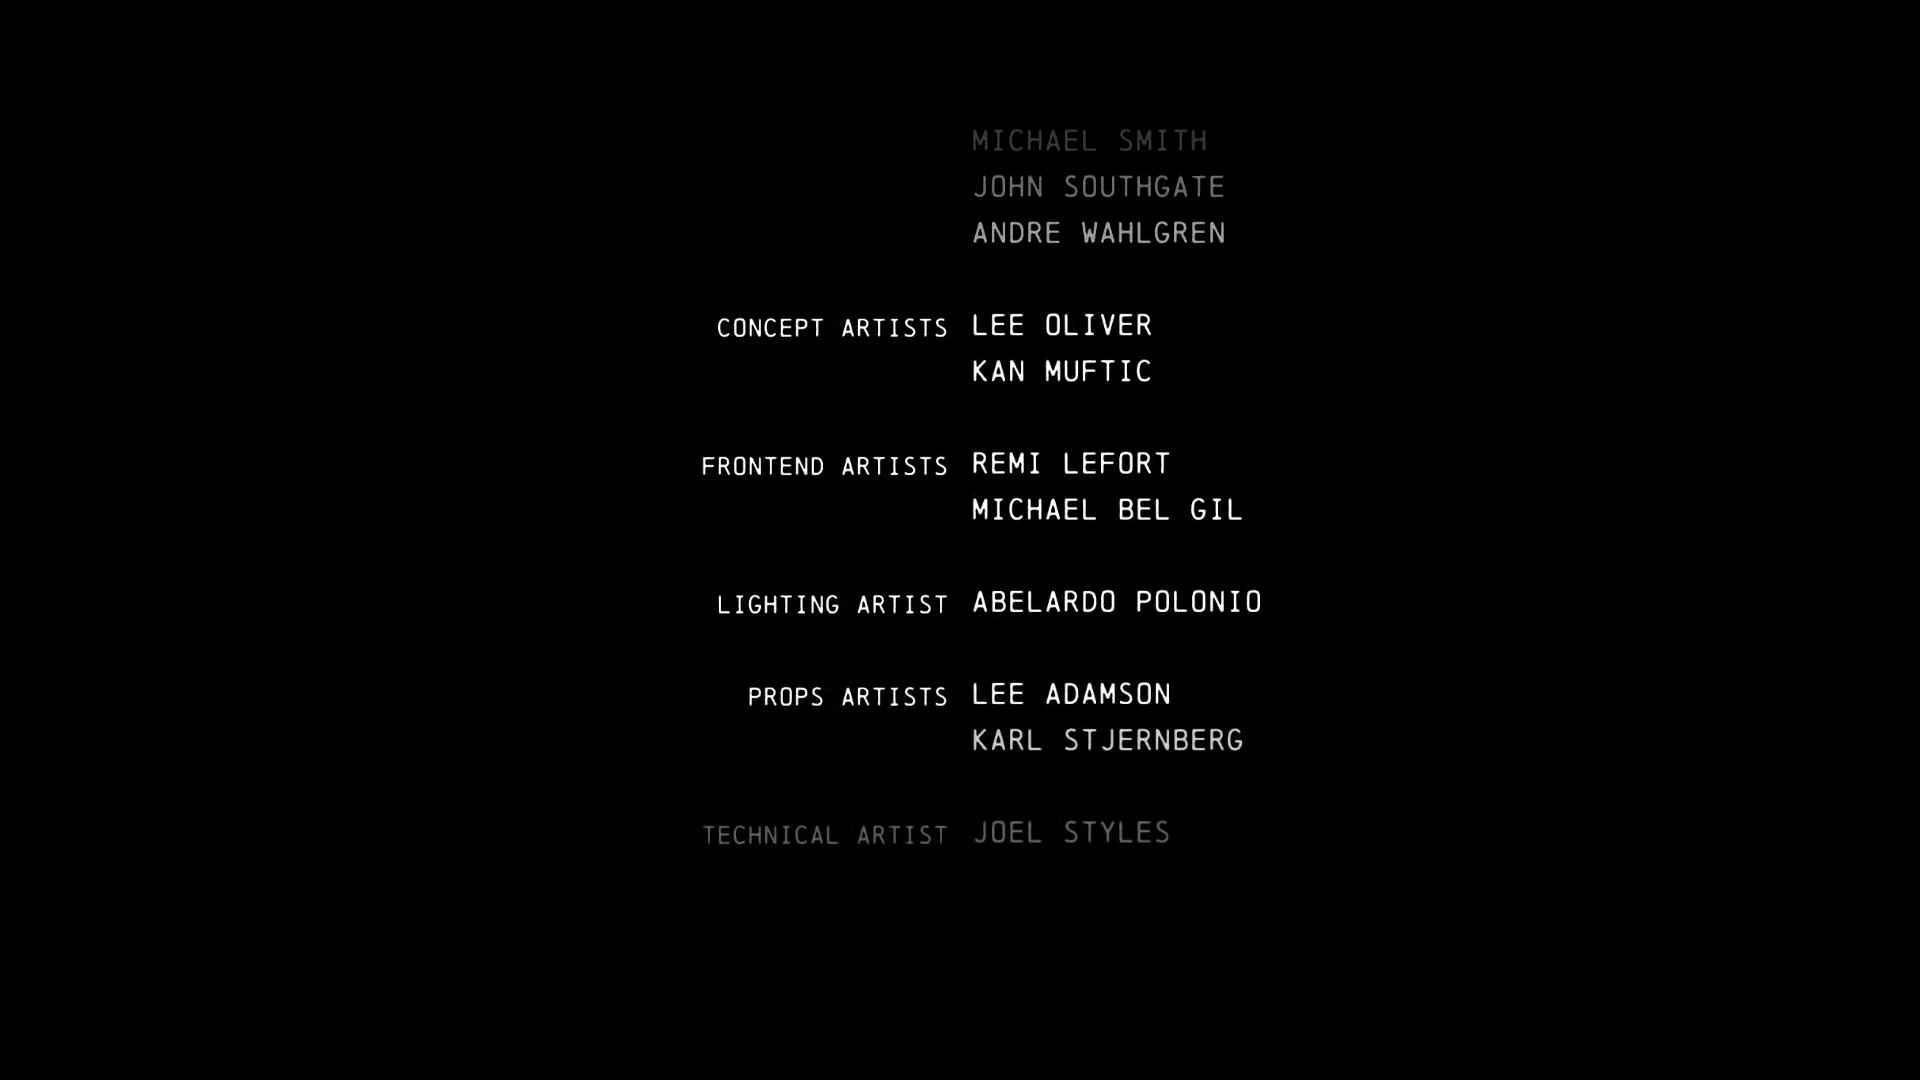 MICHAEL SMITH
JOHN SOUTHGATE
ANDRE WAHLGREN
CONCEPT ARTISTS LEE OLIVER
KAN MUFTIC
FRONTEND ARTISTS REMI LEFORT
MICHAEL BEL GIL
LIGHTING ARTIST ABELARDO POLONIO
PROPS ARTISTS LEE ADAMSON
KARL STJERNBERG
TECHNICAL ARTIST JOEL STYLES